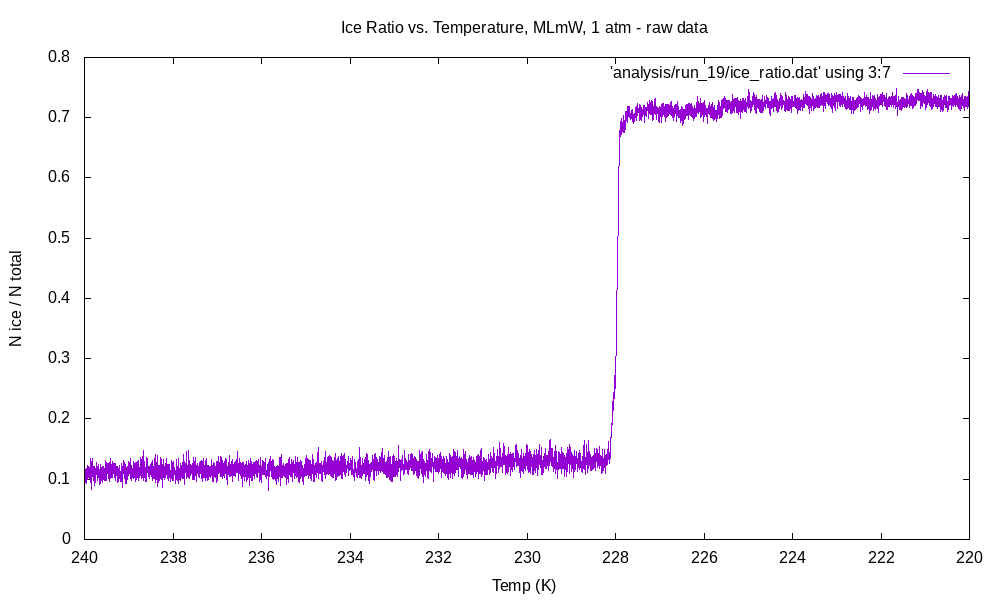 Ice Ratio vs. Temperature, MLmW, 1 atm - raw data
'analysis/run_19/ice_ratio.dat' using 3:7
N ice / N total
0.8
0.7
0.6
0.5
0.4
0.3
0.2
0.1
0
240 238 236 234 232 230 228 226 224 222 220
Temp (K)